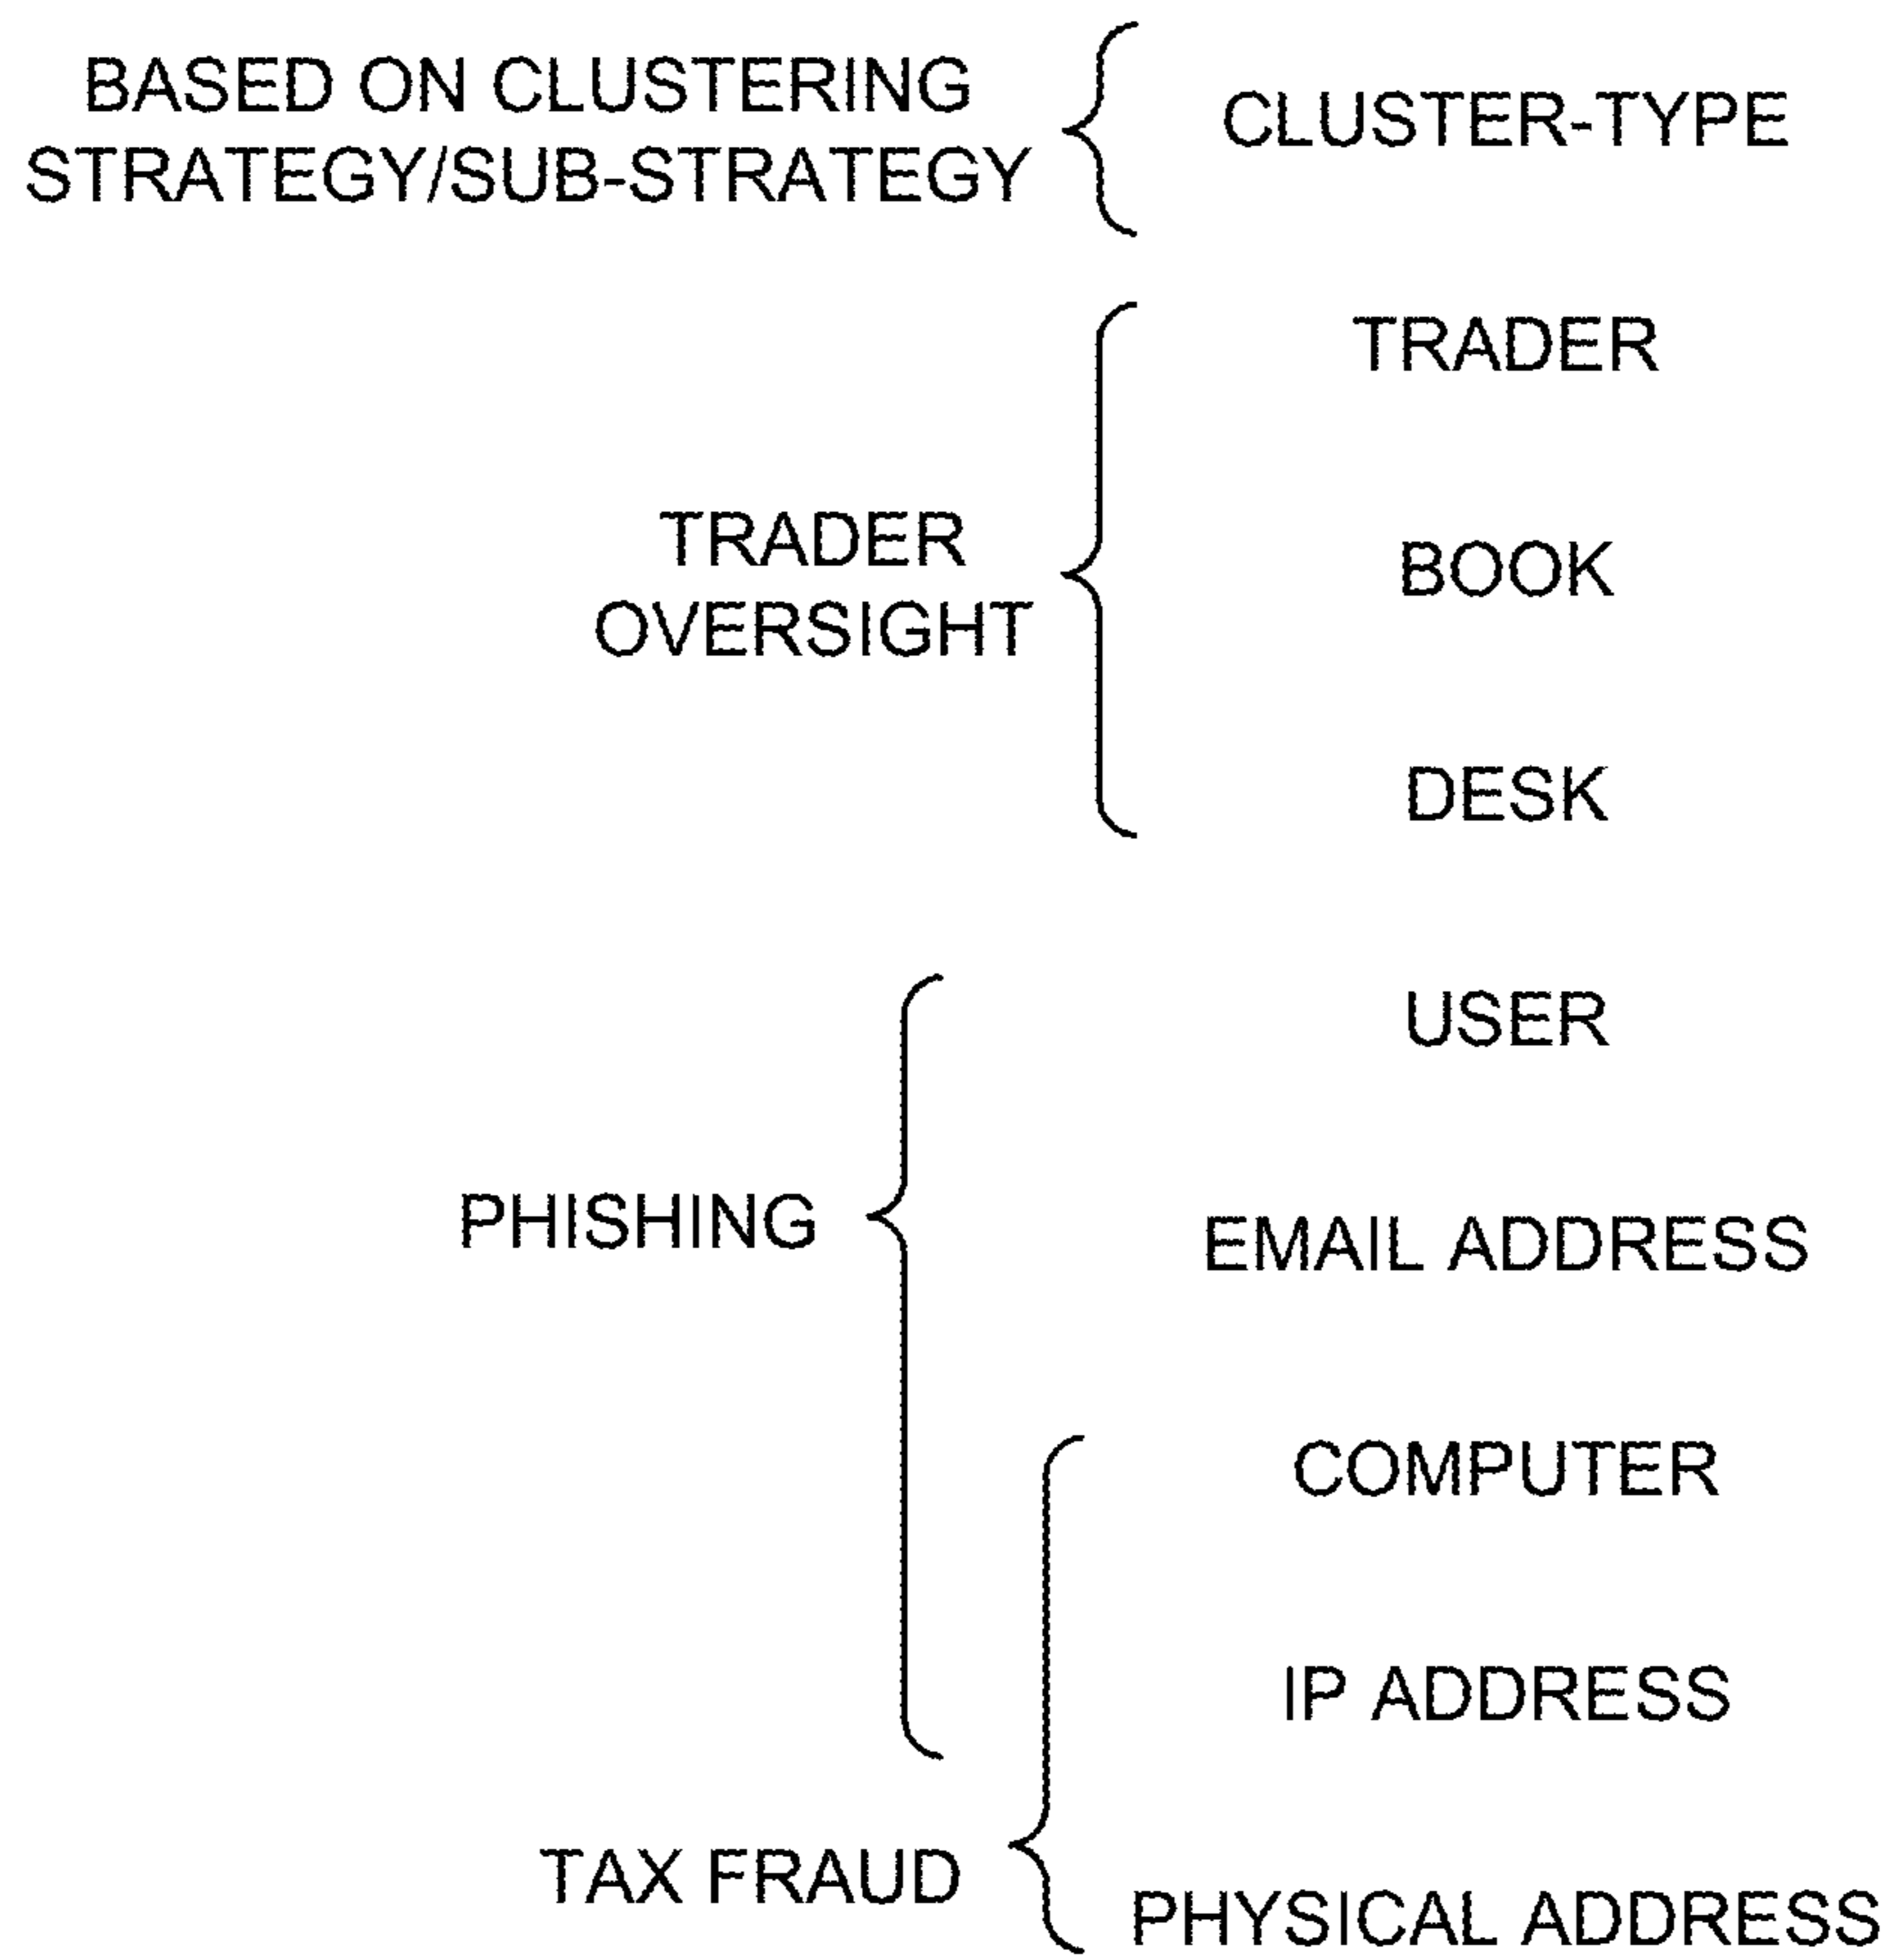 BASED ON CLUSTERING
STRATEGY/SUB-STRATEGY
CLUSTER-TYPE
TRADER
OVERSIGHT
TRADER
BOOK
DESK
PHISHING
USER
EMAIL ADDRESS
COMPUTER
IP ADDRESS
TAX FRAUD
PHYSICAL ADDRESS